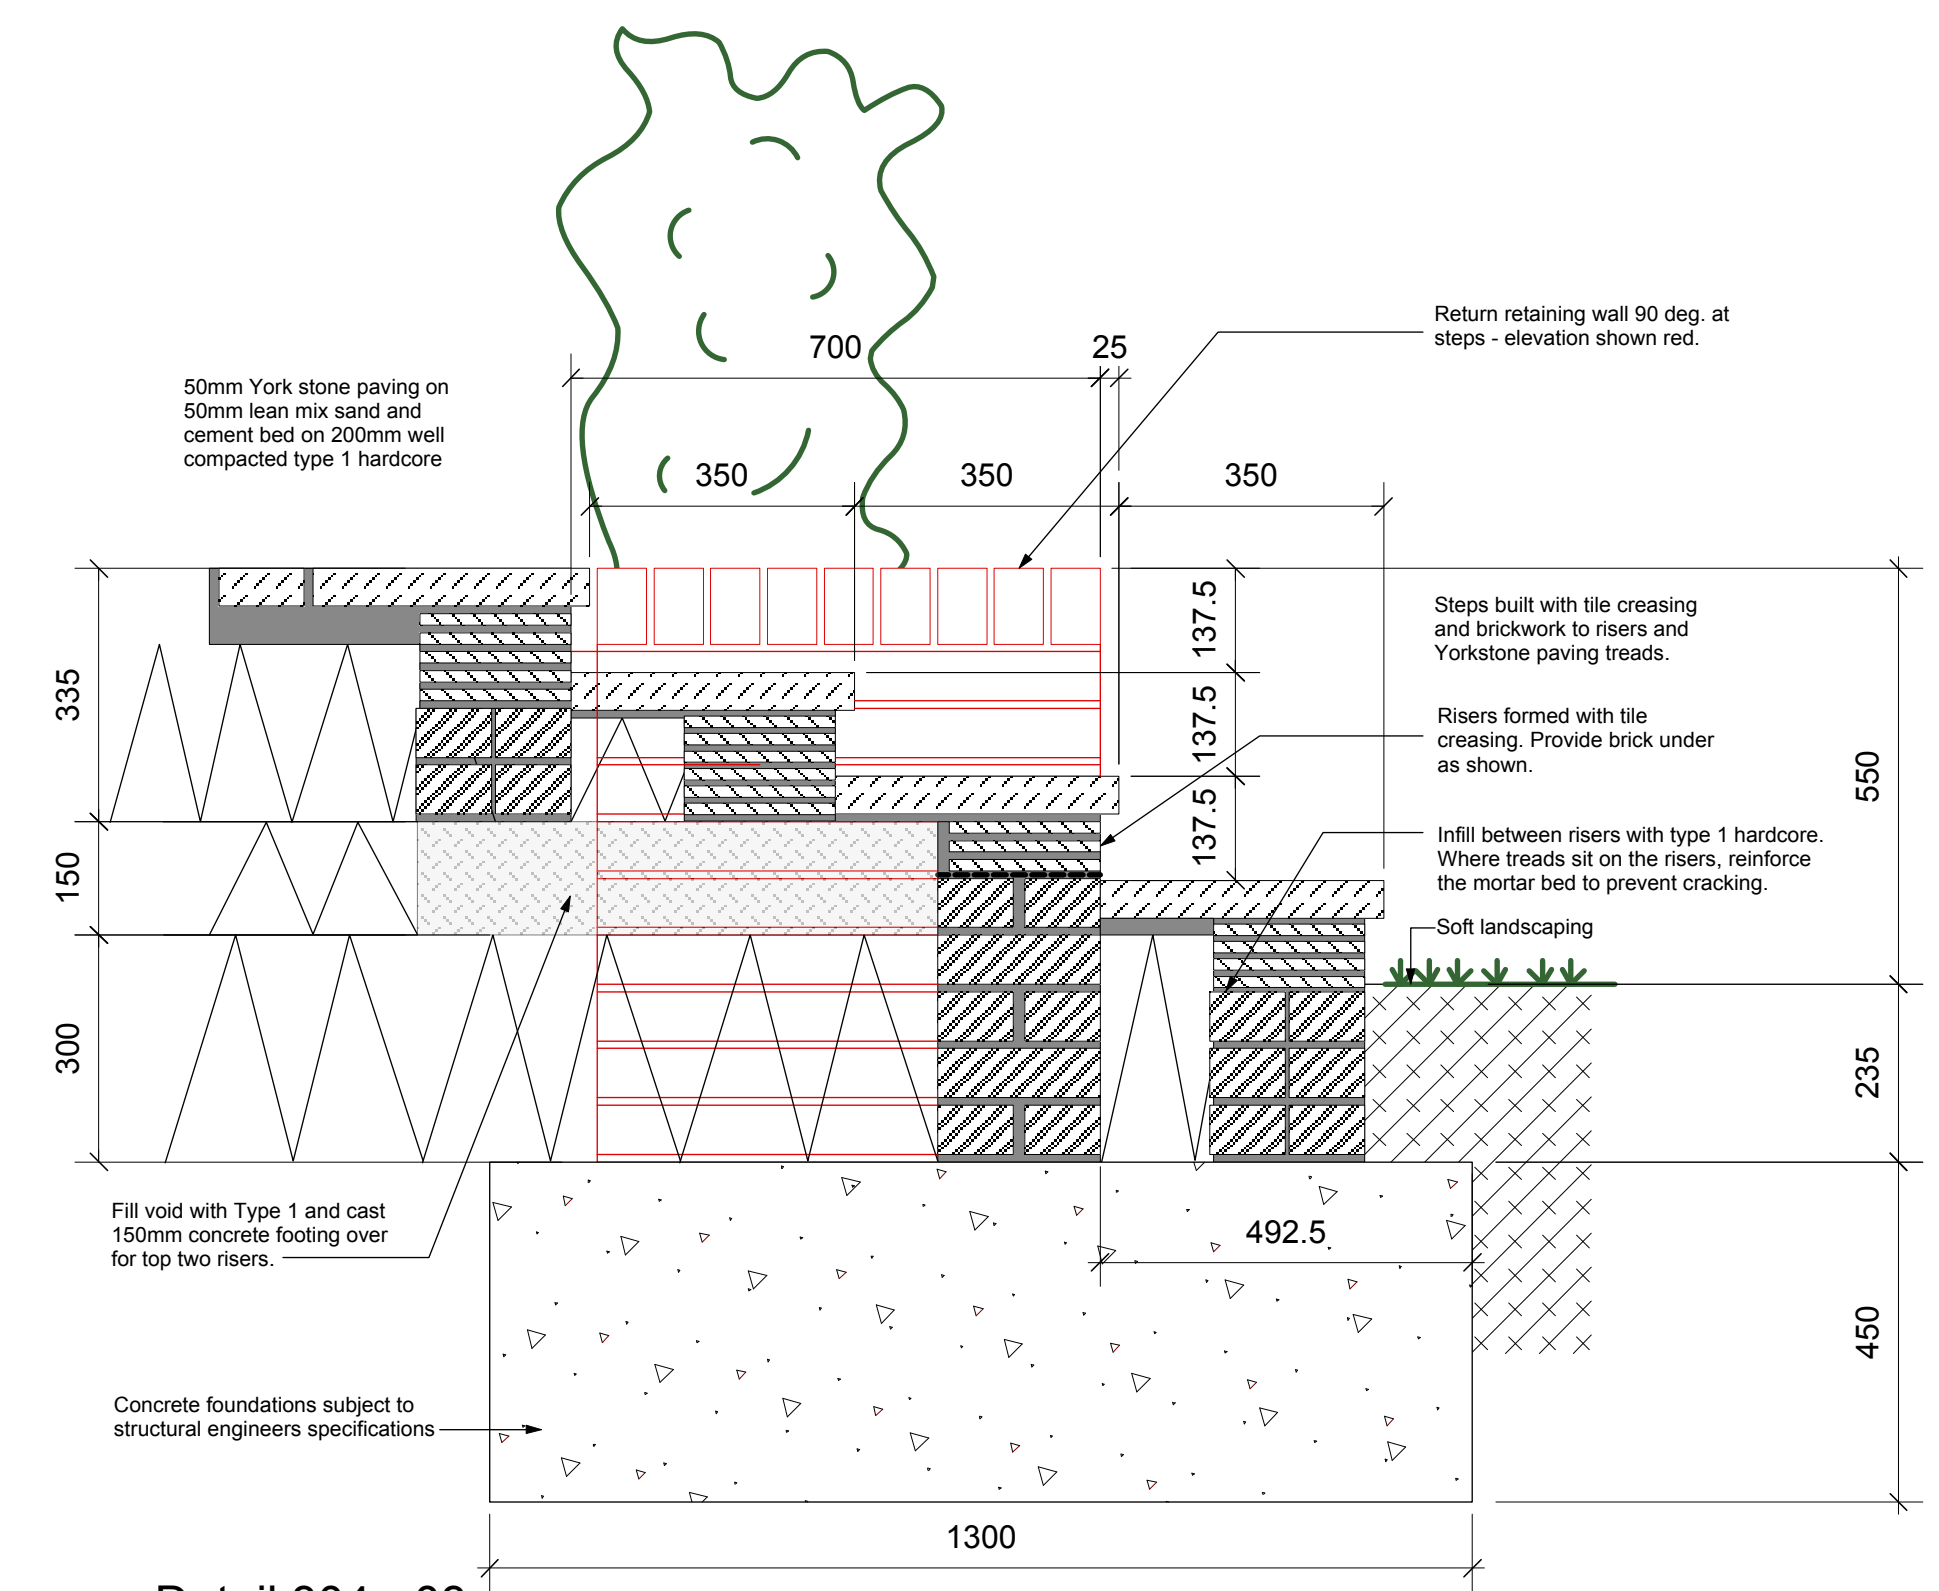 700
25
Return retaining wall 90 deg. at
steps - elevation shown red.
50mm York stone paving on
50mm lean mix sand and
cement bed on 200mm well
compacted type 1 hardcore
350
350
350
137.5
137.5
137.5
Steps built with tile creasing
and brickwork to risers and
Yorkstone paving treads.
Risers formed with tile
creasing. Provide brick under
as shown.
Infill between risers with type 1 hardcore.
Where treads sit on the risers, reinforce
the mortar bed to prevent cracking.
Soft landscaping
335
150
300
550
235
450
Fill void with Type 1 and cast
150mm concrete footing over
for top two risers.
492.5
Concrete foundations subject to
structural engineers specifications
1300